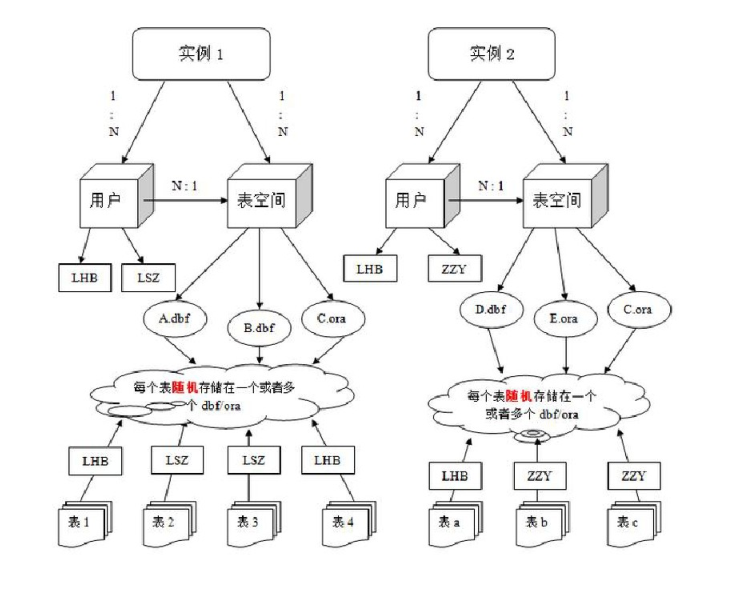 实例 1
实例 2
1
:
N
1
:
N
1
:
N
1
:
N
用户
N : 1
表空间
用户
N : 1
表空间
LHB
LSZ
LHB
ZZY
A.dbf
B.dbf
C.ora
D.dbf
E.ora
C.ora
每个表随机存储在一个或者多
个 dbf/ora
每个表随机存储在一个
或者多个 dbf/ora
LHB
LSZ
LSZ
LHB
LHB
ZZY
ZZY
表 1
表 2
表 3
表 4
表 a
表 b
表 c